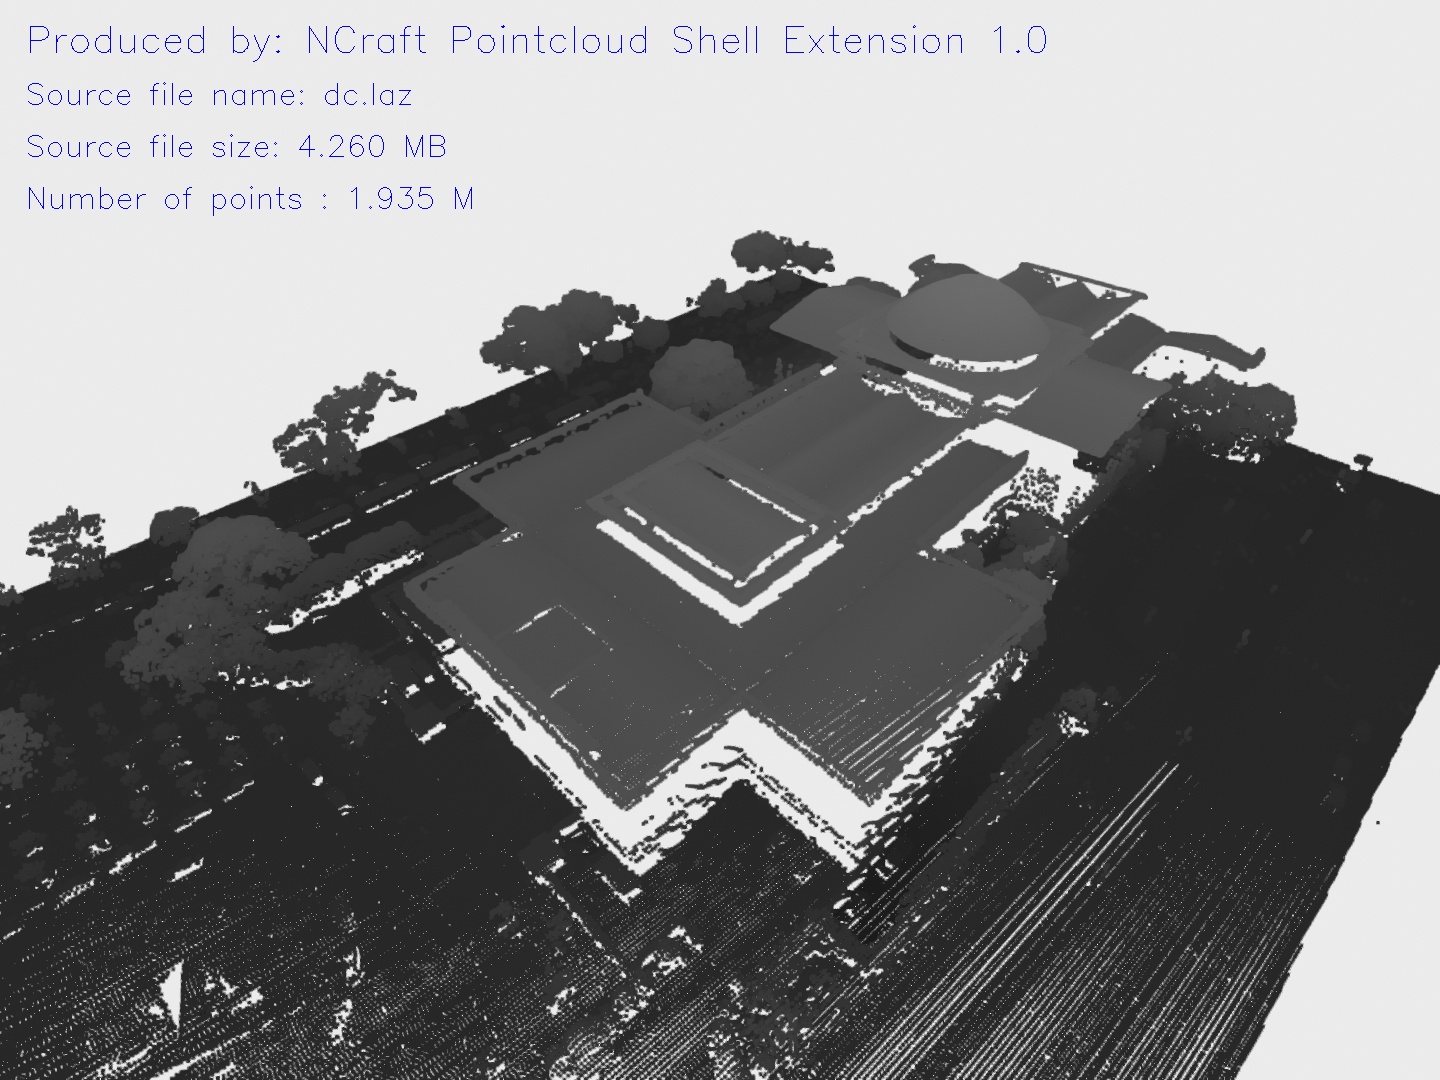 Produced by: NCraft Pointcloud Shell Extension 1.0
Source file name: dc.laz
Source file size: 4.260 MB
Number of points : 1.935 M